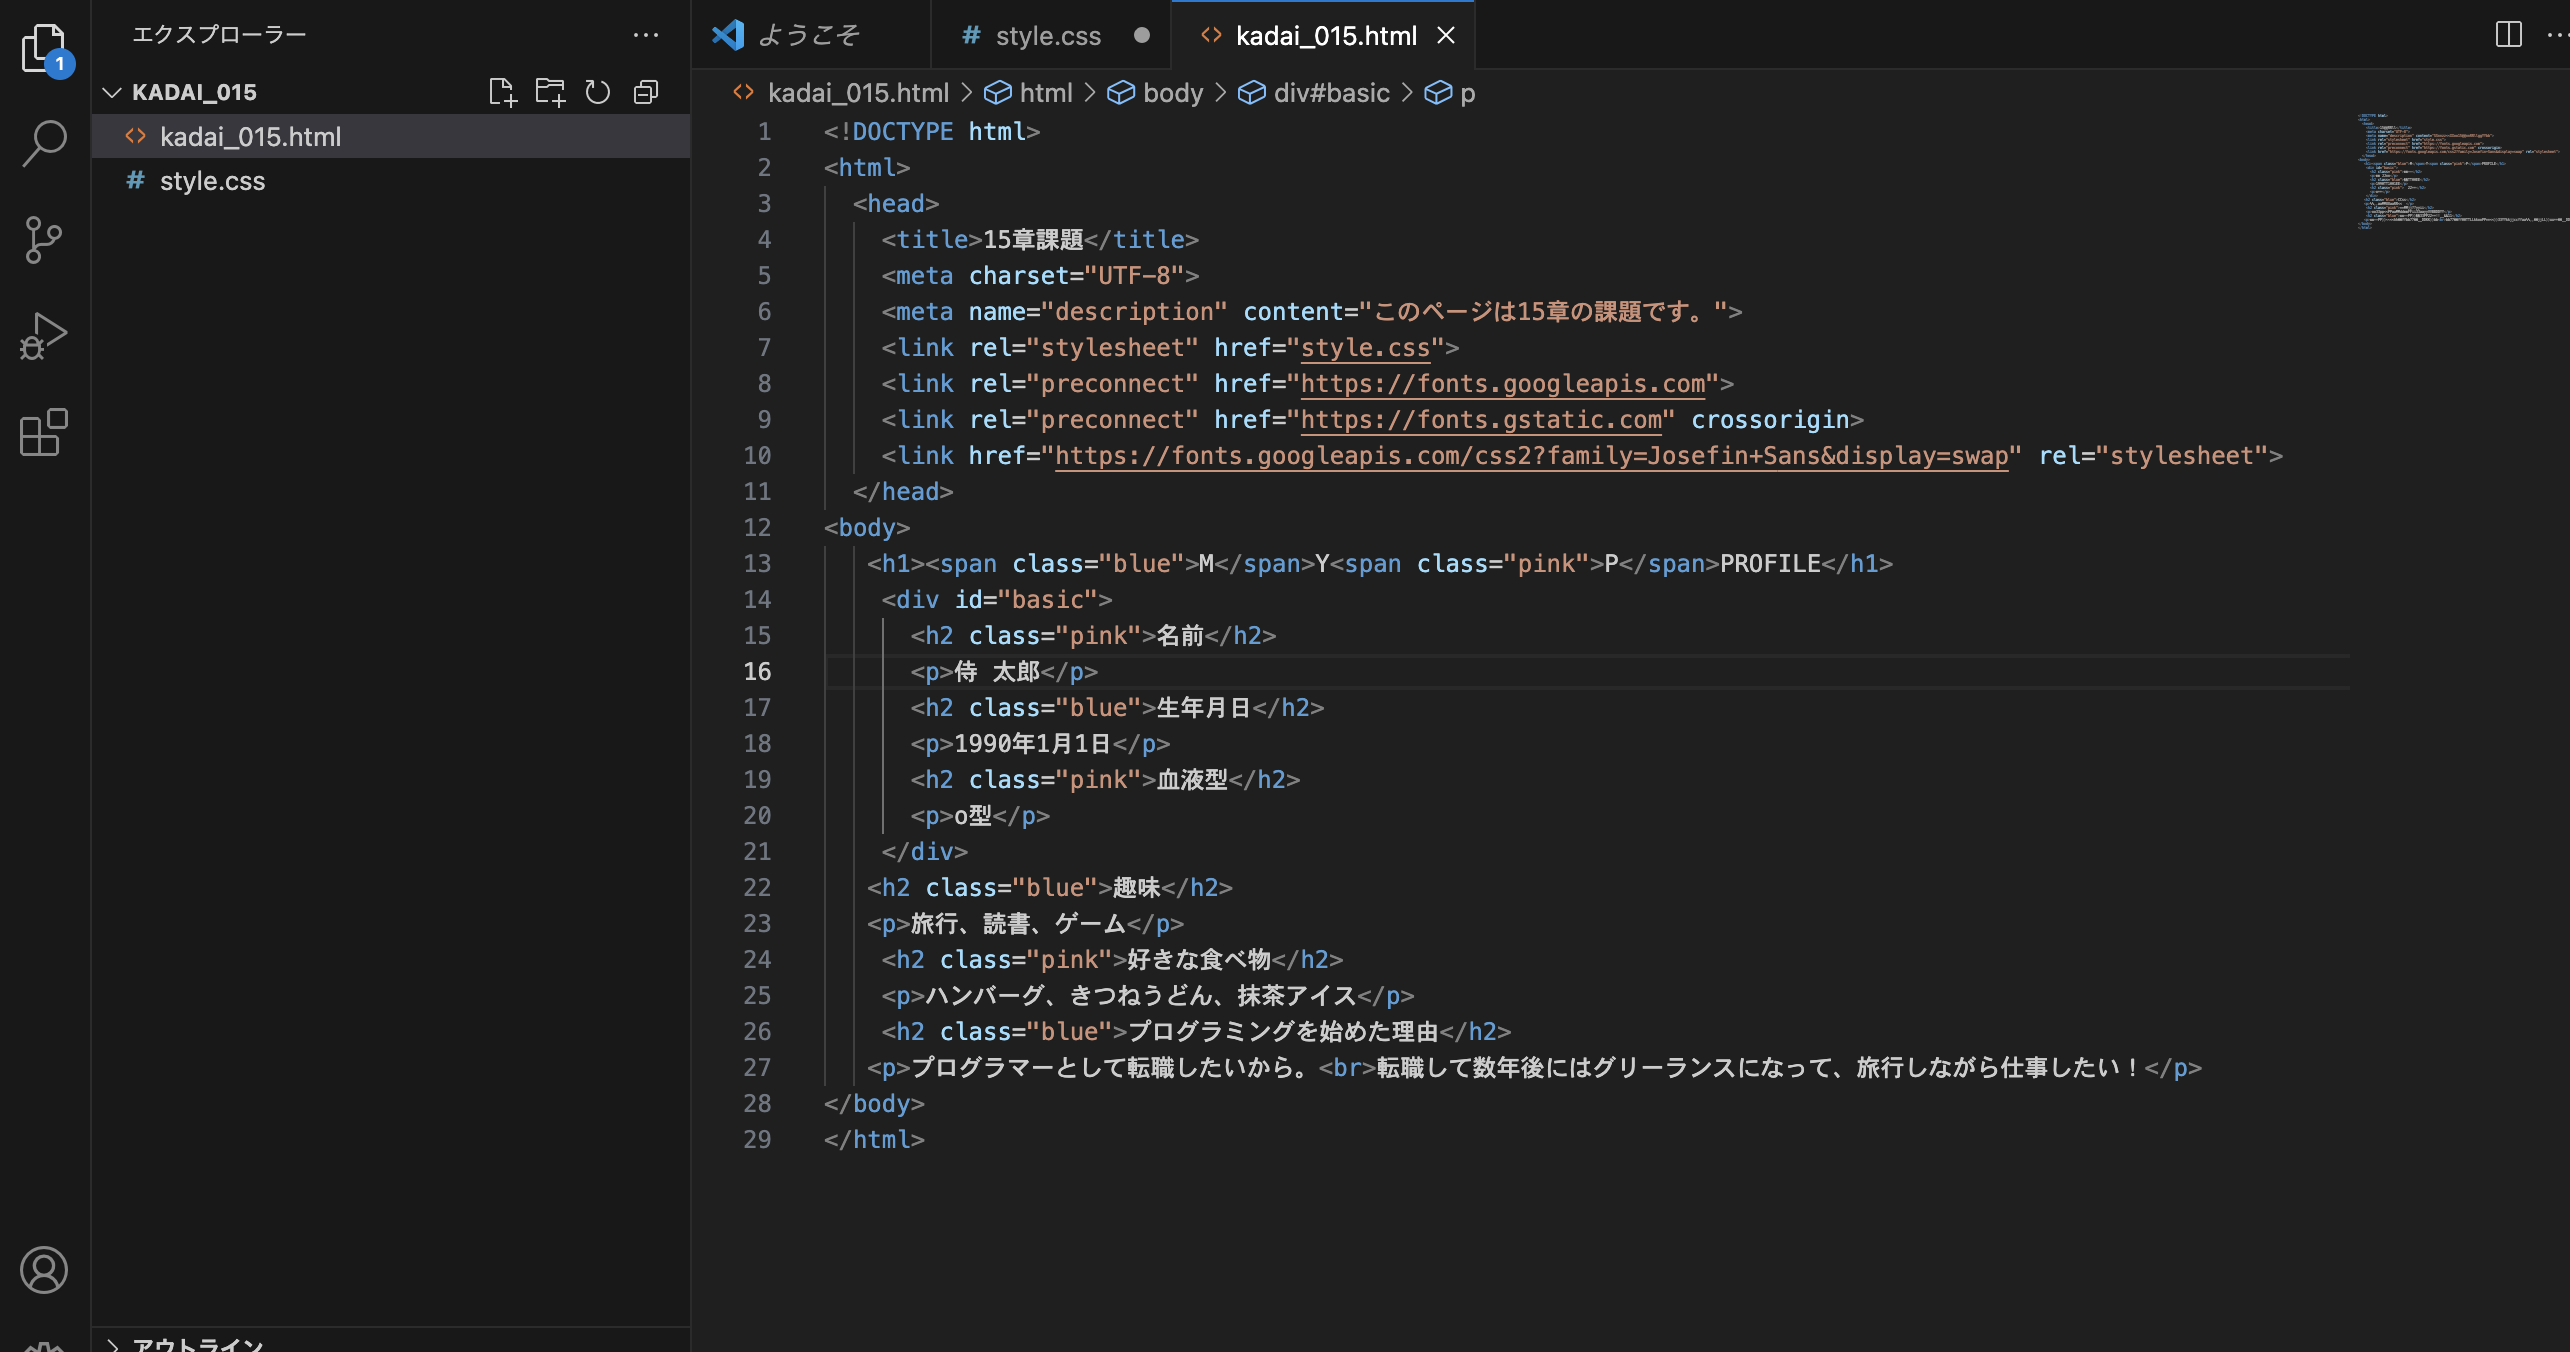 エクスプローラー
KADAI_015
kadai_015.html
style.css
アウトライン
1
ようこそ
style.css
kadai_015.html
kadai_015.html > html > body > div#basic > p
1 <!DOCTYPE html>
2 <html>
3 <head>
4 <title>15章課題</title>
5 <meta charset="UTF-8">
6 <meta name="description" content="このページは15章の課題です。">
7 <link rel="stylesheet" href="style.css">
8 <link rel="preconnect" href="https://fonts.googleapis.com">
9 <link rel="preconnect" href="https://fonts.gstatic.com" crossorigin>
10 <link href="https://fonts.googleapis.com/css2?family=Josefin+Sans&display=swap" rel="stylesheet">
11 </head>
12 <body>
13 <h1><span class="blue">M</span>Y<span class="pink">P</span>PROFILE</h1>
14 <div id="basic">
15 <h2 class="pink">名前</h2>
16 <p>侍 太郎</p>
17 <h2 class="blue">生年月日</h2>
18 <p>1990年1月1日</p>
19 <h2 class="pink">血液型</h2>
20 <p>o型</p>
21 </div>
22 <h2 class="blue">趣味</h2>
23 <p>旅行、読書、ゲーム</p>
24 <h2 class="pink">好きな食べ物</h2>
25 <p>ハンバーグ、きつねうどん、抹茶アイス</p>
26 <h2 class="blue">プログラミングを始めた理由</h2>
27 <p>プログラマーとして転職したいから。<br>転職して数年後にはグリーランスになって、旅行しながら仕事したい！</p>
28 </body>
29 </html>